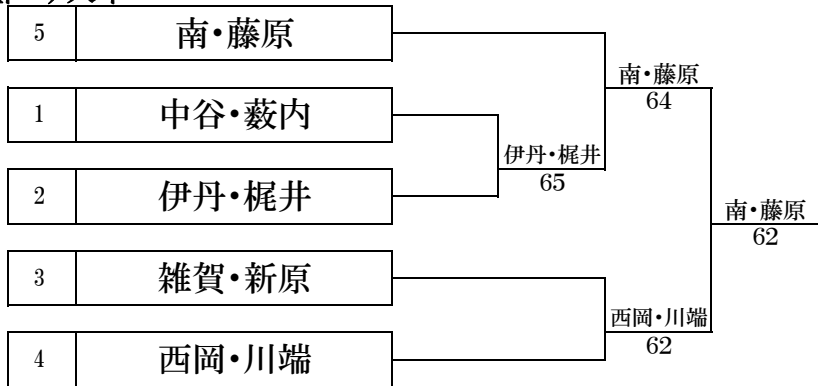 5 南・藤原
1 中谷・薮内
2 伊丹・梶井
3 雑賀・新原
4 西岡・川端
伊丹・梶井
65
南・藤原
64
西岡・川端
62
南・藤原
62